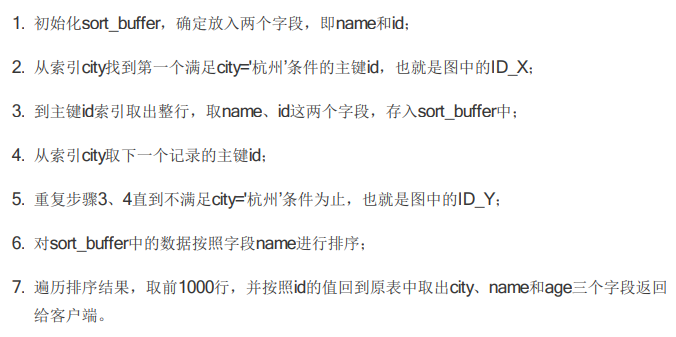 1. 初始化sort_buffer，确定放入两个字段，即name和id；
2. 从索引city找到第一个满足city='杭州’条件的主键id，也就是图中的ID_X；
3. 到主键id索引取出整行，取name、id这两个字段，存入sort_buffer中；
4. 从索引city取下一个记录的主键id；
5. 重复步骤3、4直到不满足city='杭州’条件为止，也就是图中的ID_Y；
6. 对sort_buffer中的数据按照字段name进行排序；
7. 遍历排序结果，取前1000行，并按照id的值回到原表中取出city、name和age三个字段返回
给客户端。